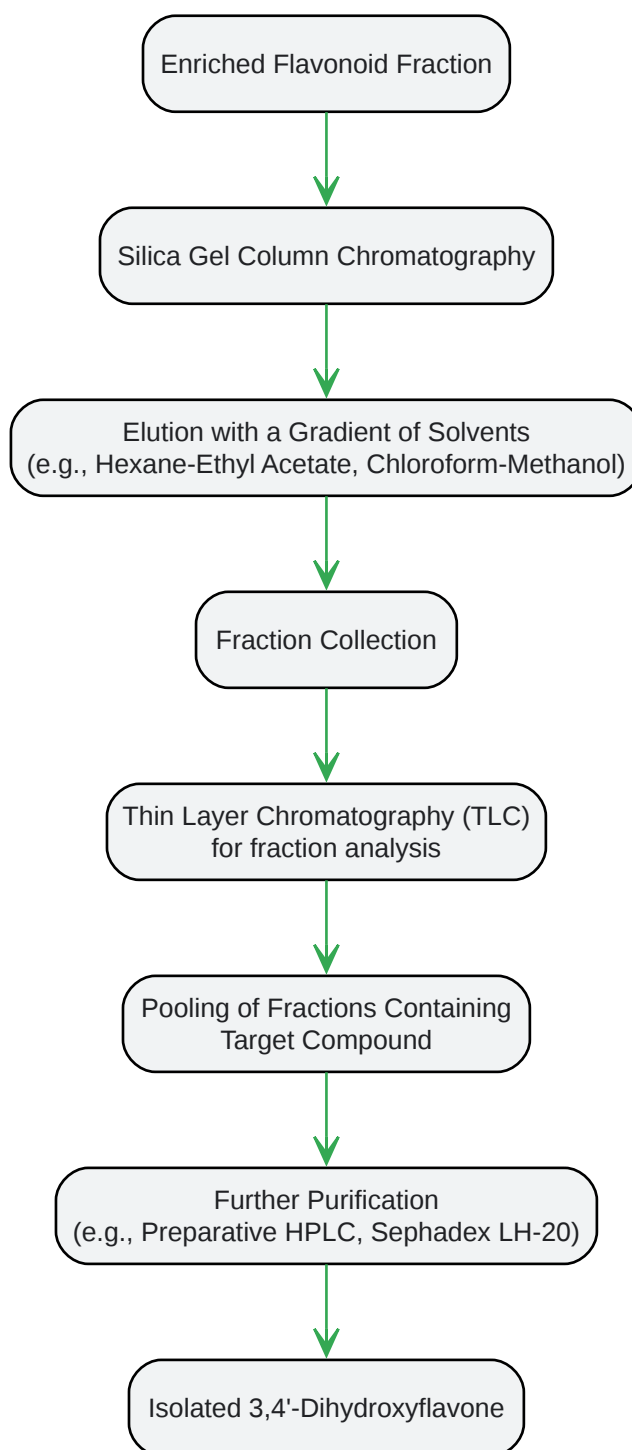 Enriched Flavonoid Fraction
Silica Gel Column Chromatography
Elution with a Gradient of Solvents
(e.g., Hexane-Ethyl Acetate, Chloroform-Methanol)
Fraction Collection
Thin Layer Chromatography (TLC)
for fraction analysis
Pooling of Fractions Containing
Target Compound
Further Purification
(e.g., Preparative HPLC, Sephadex LH-20)
Isolated 3,4'-Dihydroxyflavone